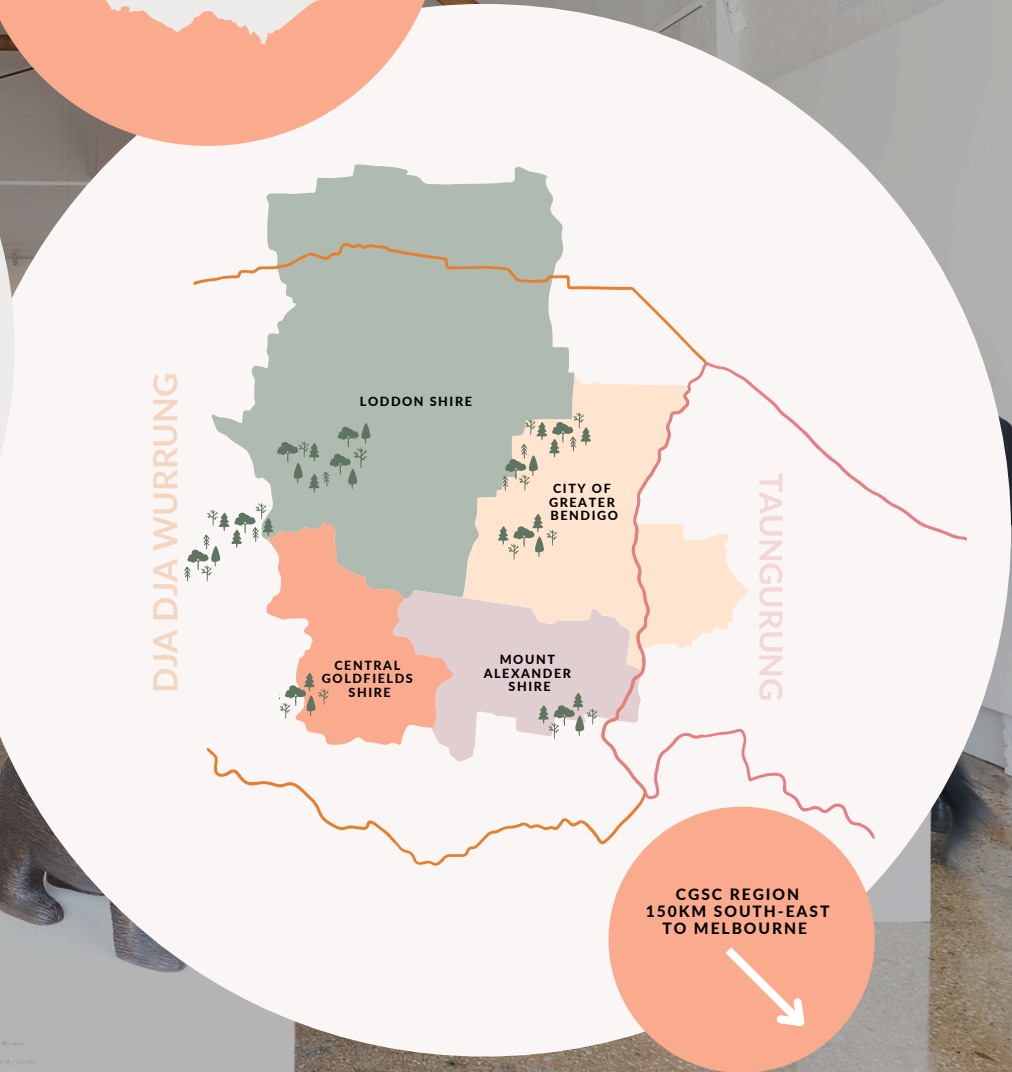 LODDON SHIRE
DJA DJA WURRUNG
CITY OF
GREATER
BENDIGO
TAUNGURUNG
CENTRAL
GOLDFIELDS
SHIRE
MOUNT
ALEXANDER
SHIRE
CGSC REGION
150KM SOUTH-EAST
TO MELBOURNE